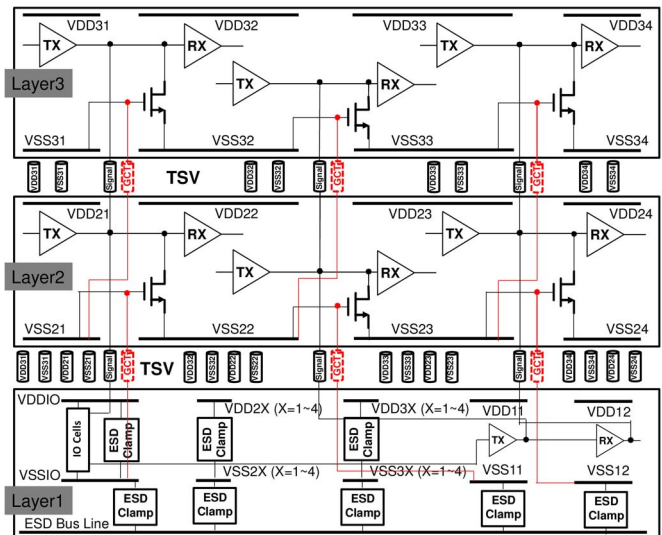 VDD31 VDD32 VDD33 VDD34
TX RX TX RX
TX RX
Layer3
VSS31 VSS32 VSS33 VSS34
VDD31 VSS31 Signal GCT TSV VDD32 VSS32 Signal GCT VDD33 VSS33 Signal GCT VDD34 VSS34
VDD21 VDD22 VDD23 VDD24
TX RX TX RX
TX RX
Layer2
VSS21 VSS22 VSS23 VSS24
VDD31 VSS31 VDD21 VSS21 Signal GCT TSV VDD32 VSS32 VDD22 VSS22 Signal GCT VDD33 VSS33 VDD23 VSS23 Signal GCT VDD34 VSS34 VDD24 VSS24
VDDIO VDD2X (X=1~4) VDD3X (X=1~4) VDD11 VDD12
IO Cells ESD Clamp ESD Clamp ESD Clamp TX RX
VSSIO VSS2X (X=1~4) VSS3X (X=1~4) VSS11 VSS12
Layer1
ESD Clamp ESD Clamp ESD Clamp ESD Clamp ESD Clamp
ESD Bus Line